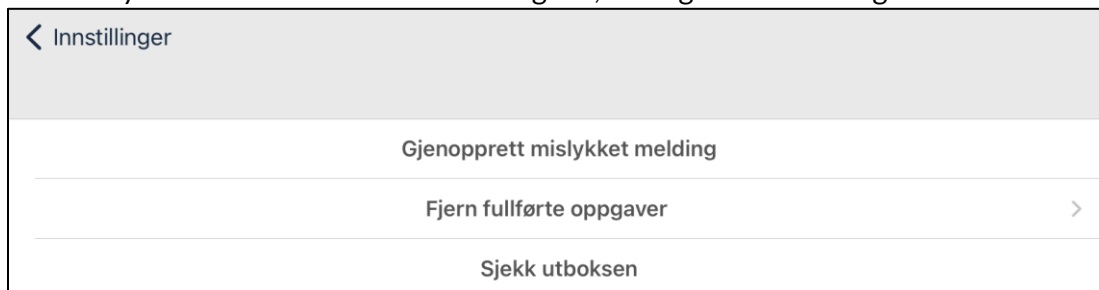 Innstillinger
Gjenopprett mislykket melding
Fjern fullførte oppgaver
Sjekk utboksen